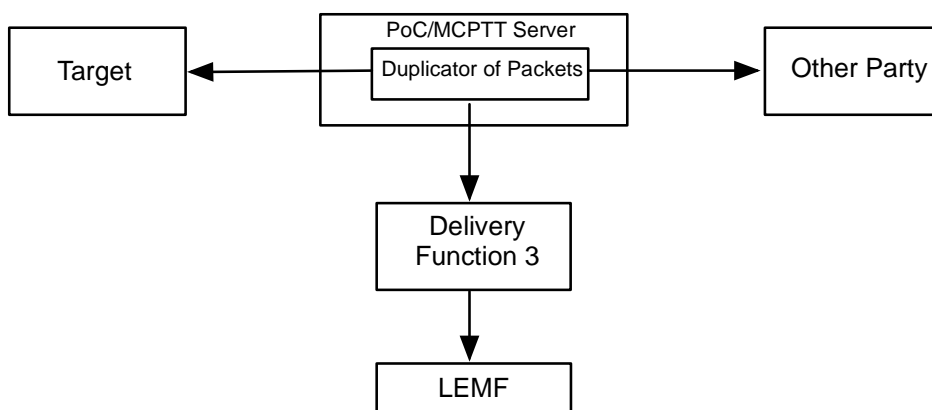 PoC/MCPTT Server
Target
Duplicator of Packets
Other Party
Delivery
Function 3
LEMF